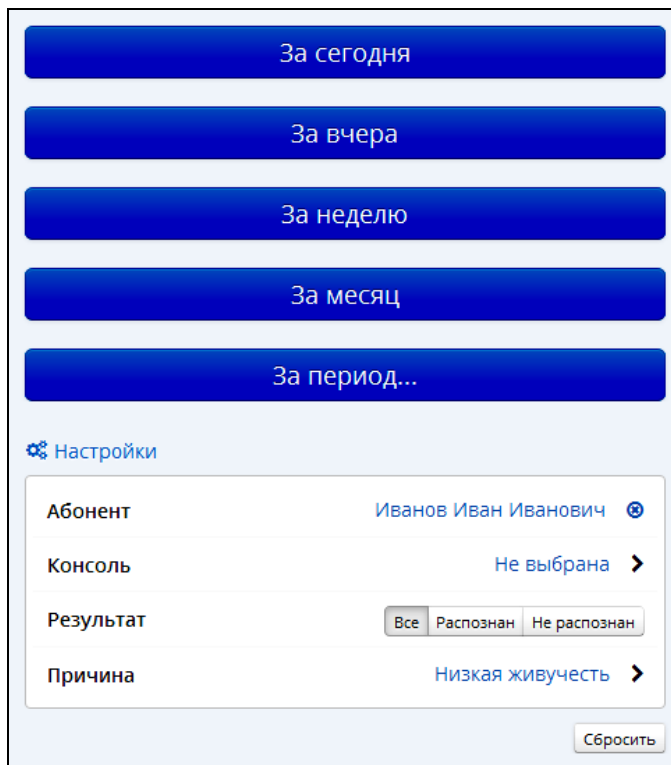 За сегодня
За вчера
За неделю
За месяц
За период...
Настройки
Абонент Иванов Иван Иванович
Консоль Не выбрана
Результат Все Распознан Не распознан
Причина Низкая живучесть
Сбросить